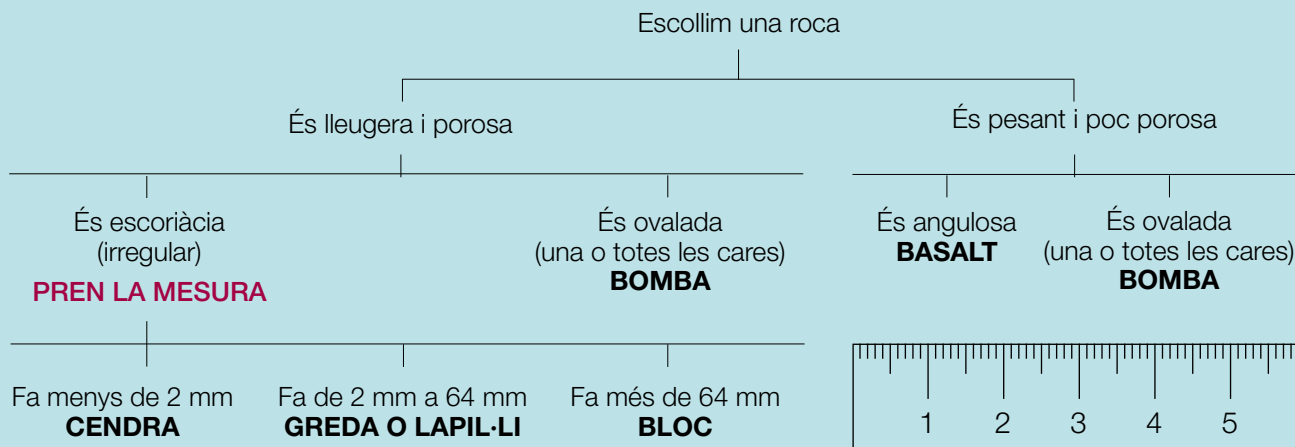 Escollim una roca
És lleugera i porosa
És pesant i poc porosa
És escoriàcia
(irregular)
PREN LA MESURA
És ovalada
(una o totes les cares)
BOMBA
És angulosa
BASALT
És ovalada
(una o totes les cares)
BOMBA
Fa menys de 2 mm
CENDRA
Fa de 2 mm a 64 mm
GREDA O LAPIL·LI
Fa més de 64 mm
BLOC
1 2 3 4 5